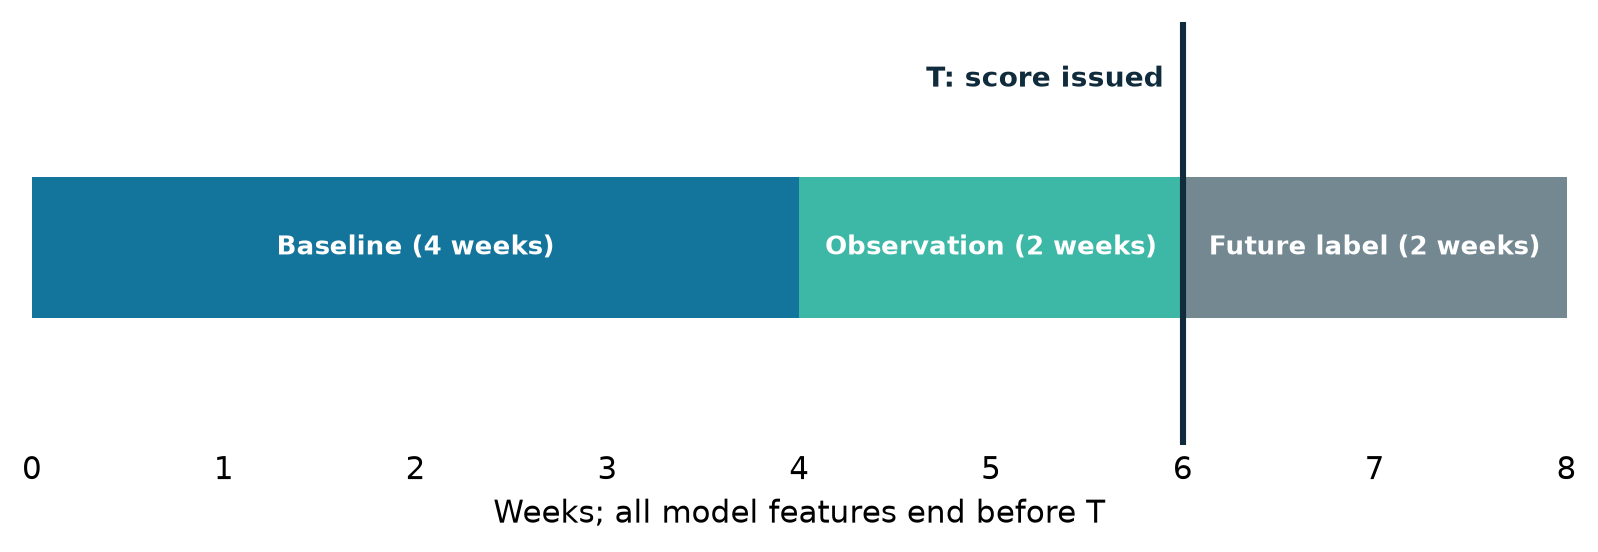 T: score issued
Baseline (4 weeks) Observation (2 weeks) Future label (2 weeks)
0 1 2 3 4 5 6 7 8
Weeks; all model features end before T